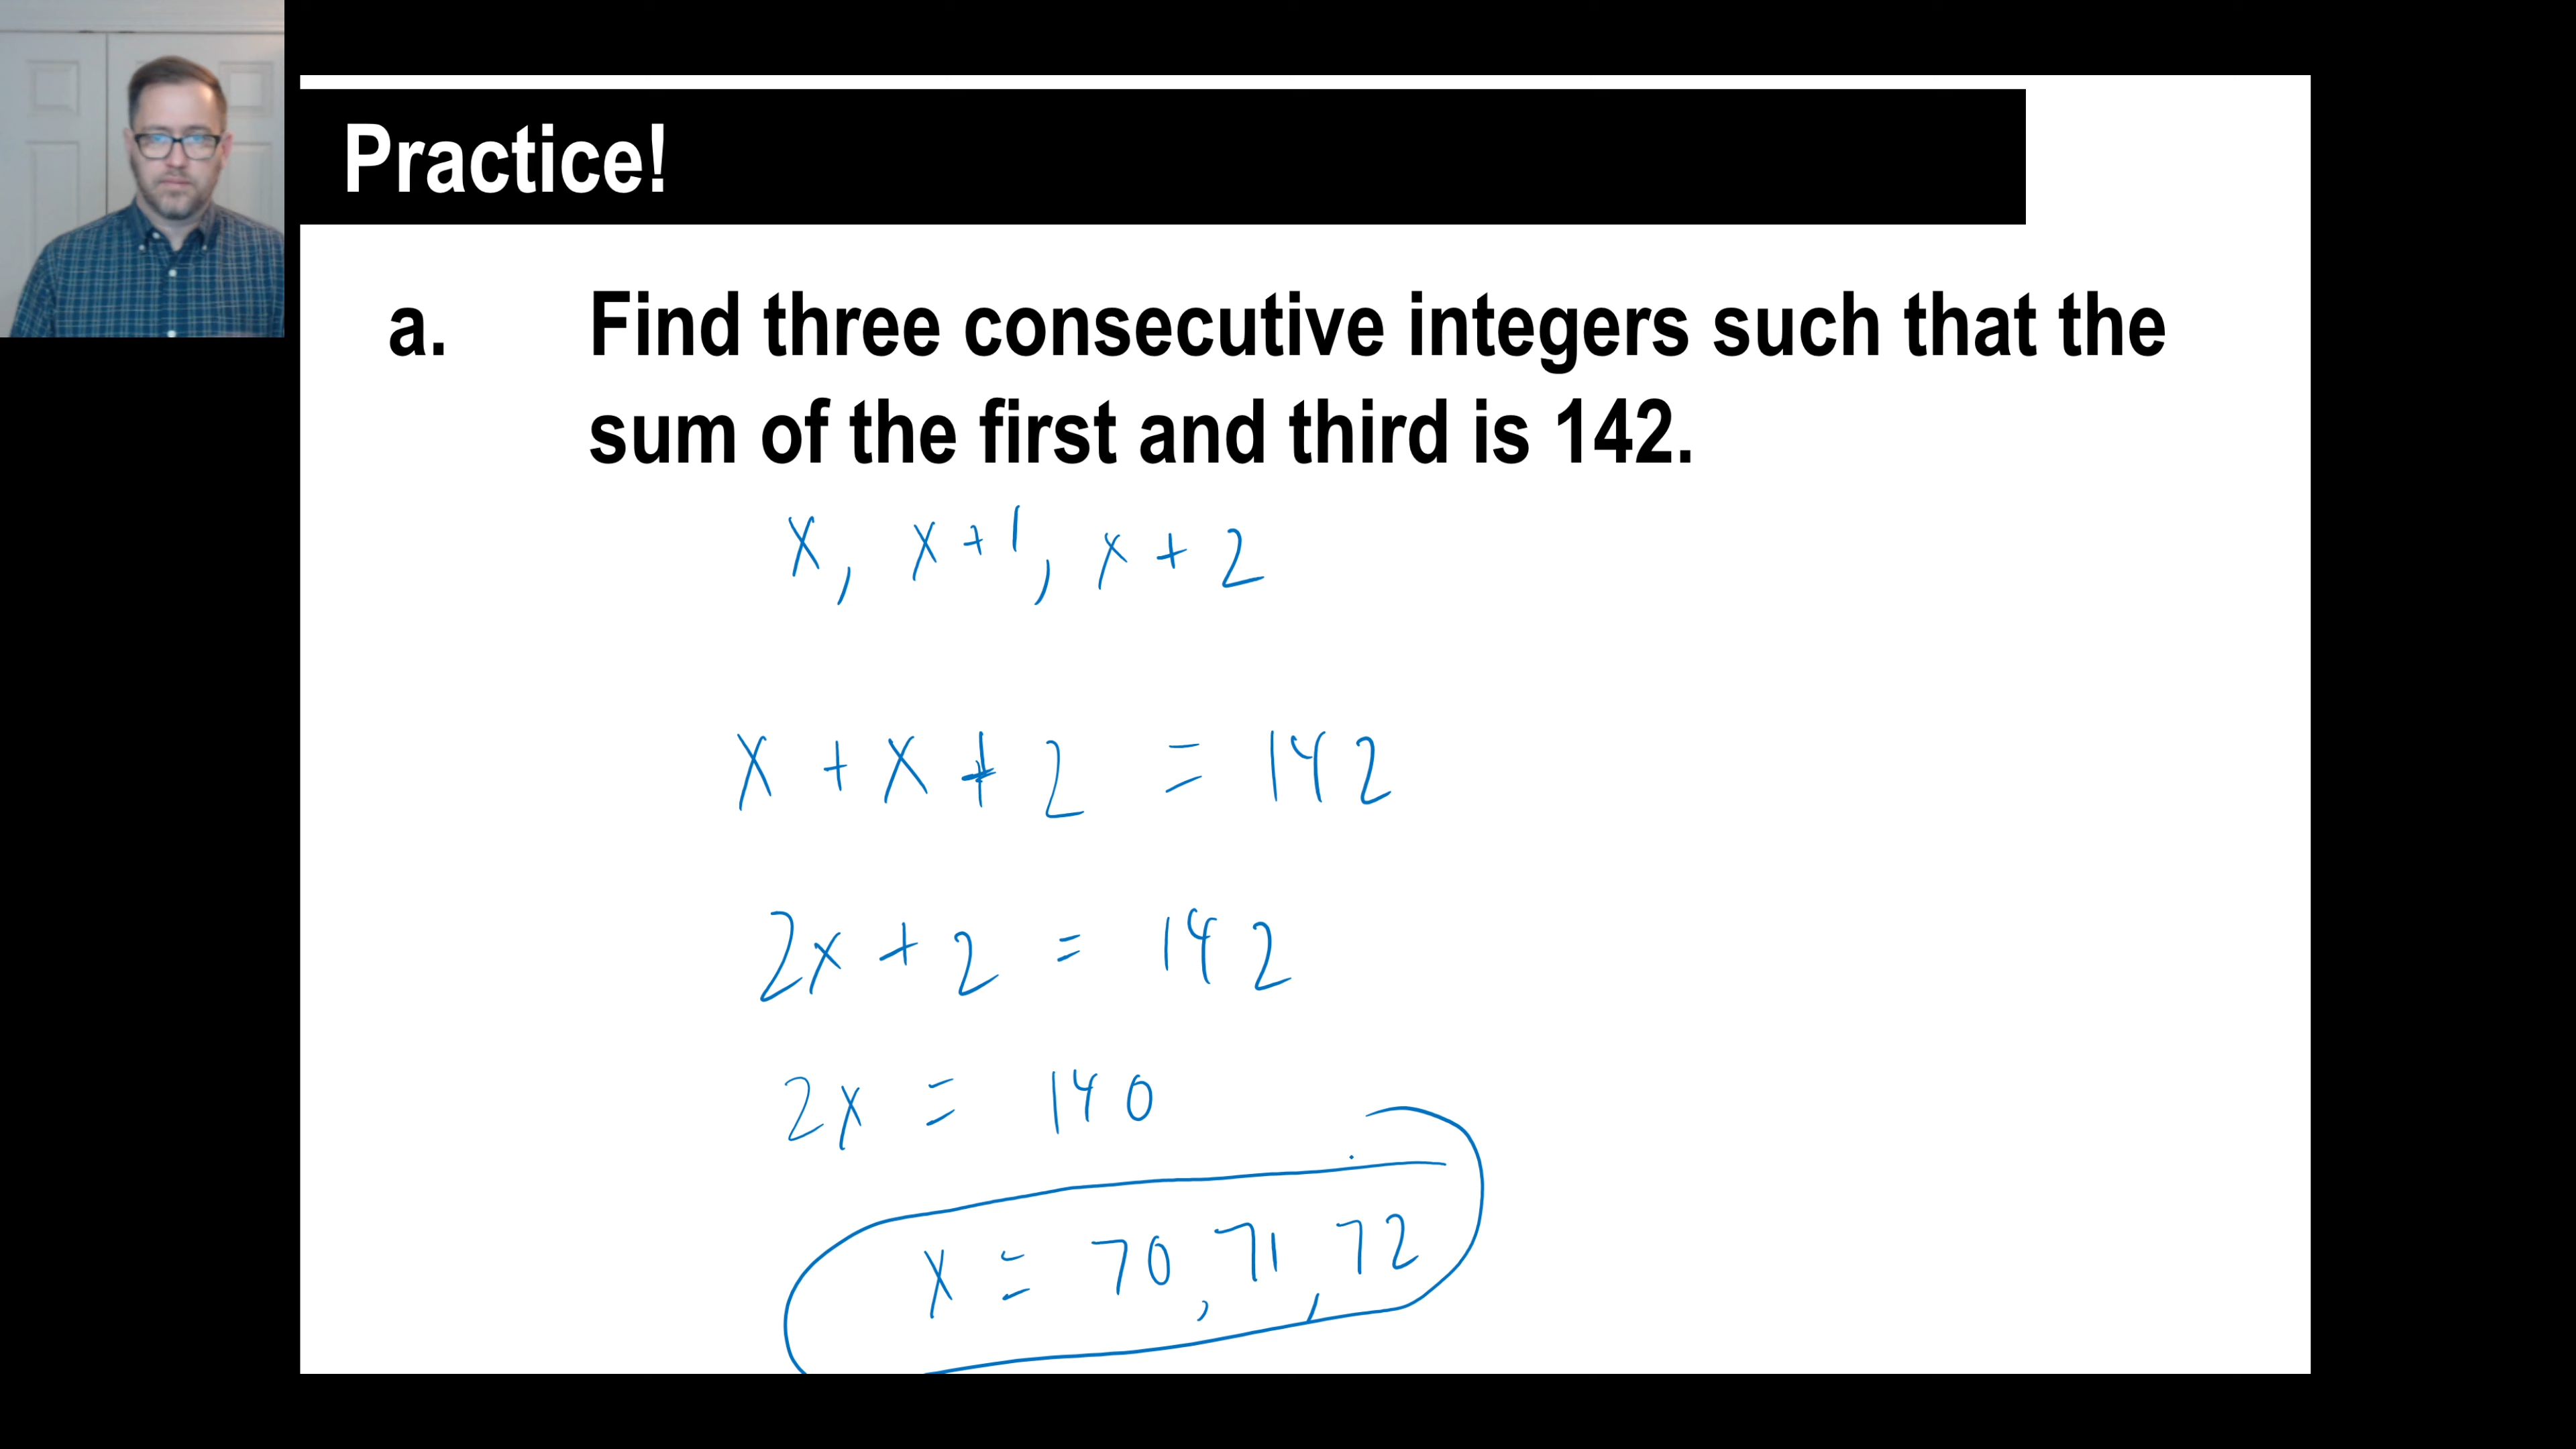 Practice!
a. Find three consecutive integers such that the
sum of the first and third is 142.
x, x+1, x + 2
x + x + 2 = 142
2x + 2 = 142
2x = 140
x = 70, 71, 72